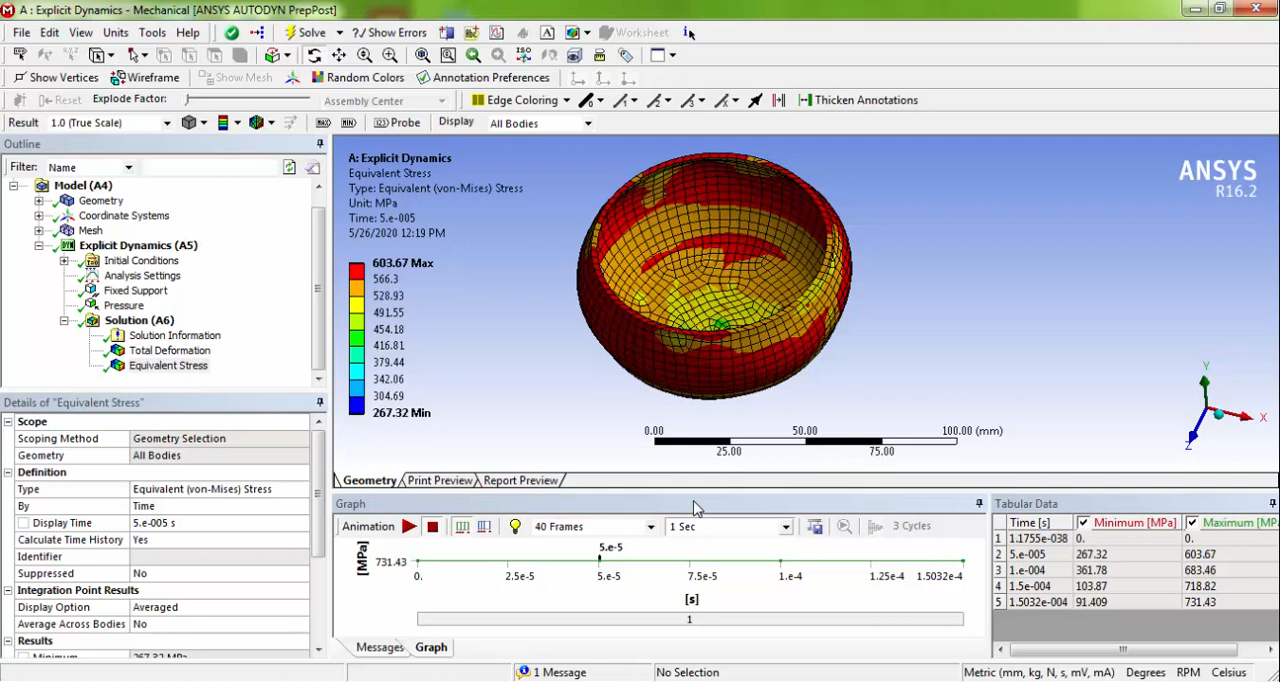 A : Explicit Dynamics - Mechanical [ANSYS AUTODYN PrepPost]
File Edit View Units Tools Help Solve ?/Show Errors A Worksheet i
Show Vertices Wireframe Show Mesh Random Colors Annotation Preferences
Reset Explode Factor: Assembly Center Edge Coloring Thicken Annotations
Result 1.0 (True Scale) MAX MIN Probe Display All Bodies
Outline
Filter: Name
Model (A4)
Geometry
Coordinate Systems
Mesh
Explicit Dynamics (A5)
Initial Conditions
Analysis Settings
Fixed Support
Pressure
Solution (A6)
Solution Information
Total Deformation
Equivalent Stress
Details of "Equivalent Stress"
Scope
Scoping Method Geometry Selection
Geometry All Bodies
Definition
Type Equivalent (von-Mises) Stress
By Time
Display Time 5.e-005 s
Calculate Time History Yes
Identifier
Suppressed No
Integration Point Results
Display Option Averaged
Average Across Bodies No
Results
Minimum 267.32 MPa
A: Explicit Dynamics
Equivalent Stress
Type: Equivalent (von-Mises) Stress
Unit: MPa
Time: 5.e-005
5/26/2020 12:19 PM
603.67 Max
566.3
528.93
491.55
454.18
416.81
379.44
342.06
304.69
267.32 Min
ANSYS
R16.2
Y
X
Z
0.00 50.00 100.00 (mm)
25.00 75.00
Geometry Print Preview Report Preview
Graph
Animation 40 Frames 1 Sec 3 Cycles
[MPa]
731.43
5.e-5
0. 2.5e-5 5.e-5 7.5e-5 1.e-4 1.25e-4 1.5032e-4
[s]
1
Messages Graph
Tabular Data
Time [s] Minimum [MPa] Maximum [MPa
1 1.1755e-038 0. 0.
2 5.e-005 267.32 603.67
3 1.e-004 361.78 683.46
4 1.5e-004 103.87 718.82
5 1.5032e-004 91.409 731.43
1 Message No Selection Metric (mm, kg, N, s, mV, mA) Degrees RPM Celsius